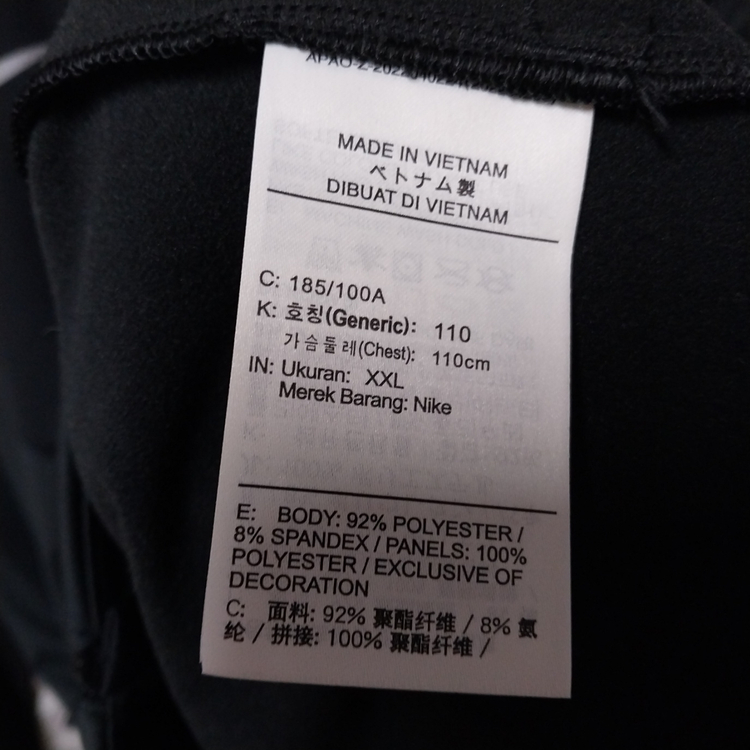 MADE IN VIETNAM
ベトナム製
DIBUAT DI VIETNAM
C: 185/100A
K: 호칭(Generic): 110
가슴둘레(Chest): 110cm
IN: Ukuran: XXL
Merek Barang: Nike
E: BODY: 92% POLYESTER /
8% SPANDEX / PANELS: 100%
POLYESTER / EXCLUSIVE OF
DECORATION
C: 面料: 92% 聚酯纤维 / 8% 氨
纶 / 拼接: 100% 聚酯纤维 /